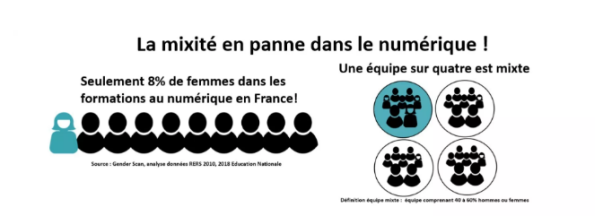 La mixité en panne dans le numérique !
Seulement 8% de femmes dans les
formations au numérique en France!
Source : Gender Scan, analyse données RERS 2010, 2018 Education Nationale
Une équipe sur quatre est mixte
Définition équipe mixte : équipe comprenant 40 à 60% hommes ou femmes